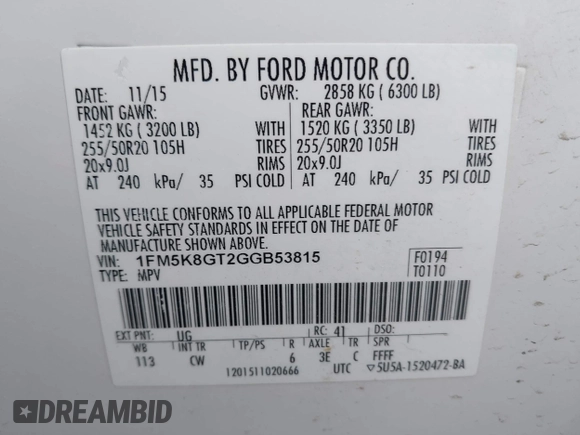 MFD. BY FORD MOTOR CO.
DATE: 11/15 GVWR: 2858 KG ( 6300 LB)
FRONT GAWR: REAR GAWR:
1452 KG ( 3200 LB) WITH 1520 KG ( 3350 LB) WITH
255/50R20 105H TIRES 255/50R20 105H TIRES
20x9.0J RIMS 20x9.0J RIMS
AT 240 kPa/ 35 PSI COLD AT 240 kPa/ 35 PSI COLD
THIS VEHICLE CONFORMS TO ALL APPLICABLE FEDERAL MOTOR
VEHICLE SAFETY STANDARDS IN EFFECT ON THE DATE OF
MANUFACTURE SHOWN ABOVE.
VIN: 1FM5K8GT2GGB53815 F0194
TYPE: MPV T0110
EXT PNT: UG RC: 41 DSO:
WB INT TR TP/PS R AXLE TR SPR
113 CW 6 3E C FFFF
1201511020666 UTC ▽5U5A-1520472-BA
DREAMBID